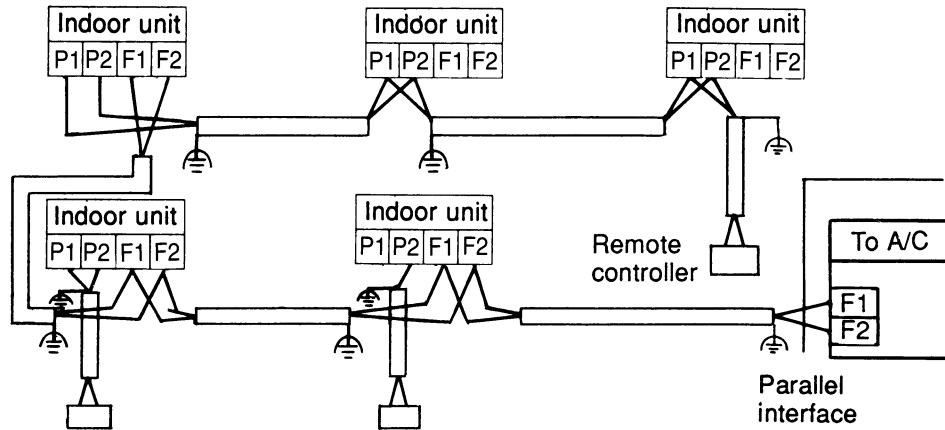 Indoor unit
P1 P2 F1 F2
Indoor unit
P1 P2 F1 F2
Indoor unit
P1 P2 F1 F2
Indoor unit
P1 P2 F1 F2
Indoor unit
P1 P2 F1 F2
Remote
controller
To A/C
F1
F2
Parallel
interface